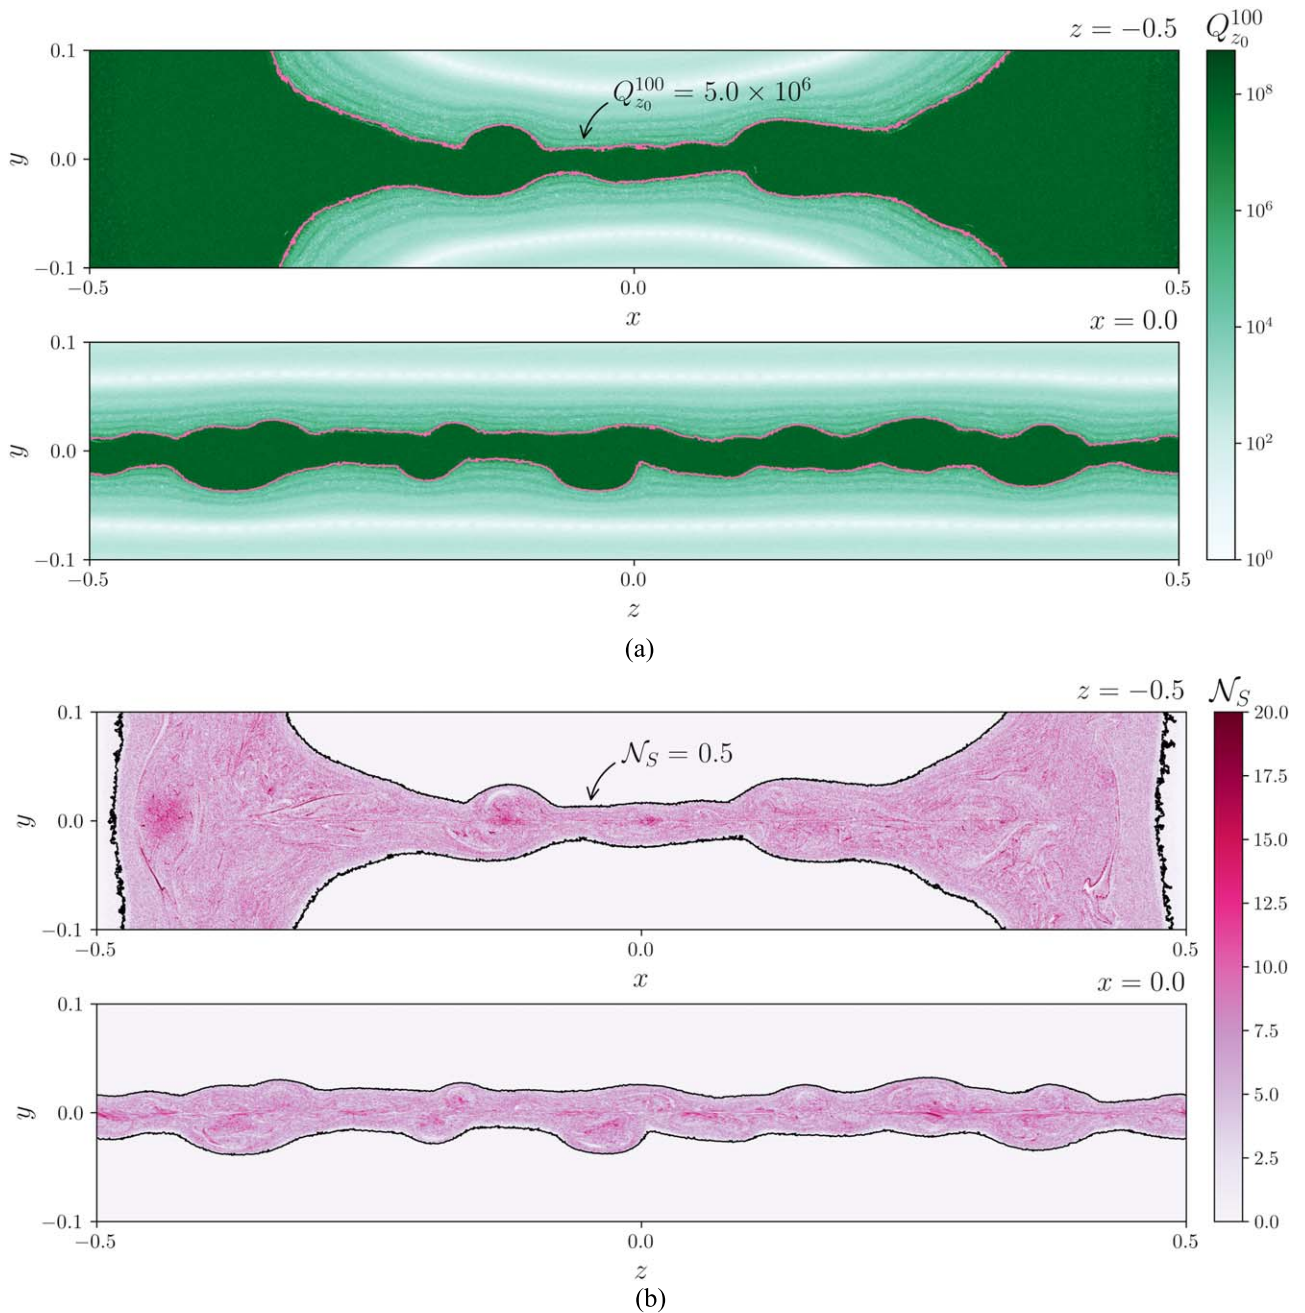 z = −0.5
Q_{z_0}^{100}
0.1
Q_{z_0}^{100} = 5.0 × 10^6
10^8
y
0.0
10^6
−0.1
−0.5
0.0
0.5
x
x = 0.0
10^4
0.1
y
0.0
10^2
−0.1
10^0
−0.5
0.0
0.5
z
(a)
z = −0.5
𝒩_S
0.1
20.0
𝒩_S = 0.5
17.5
y
0.0
15.0
−0.1
12.5
−0.5
0.0
0.5
x
x = 0.0
10.0
0.1
7.5
y
0.0
5.0
2.5
−0.1
0.0
−0.5
0.0
0.5
z
(b)